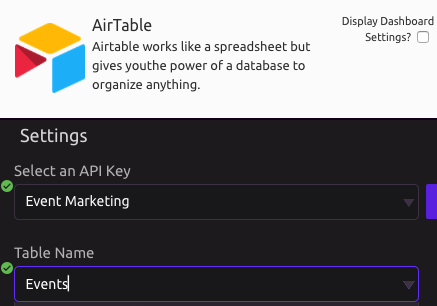 AirTable
Display Dashboard
Settings?
Airtable works like a spreadsheet but
gives youthe power of a database to
organize anything.
Settings
Select an API Key
Event Marketing
Table Name
Events